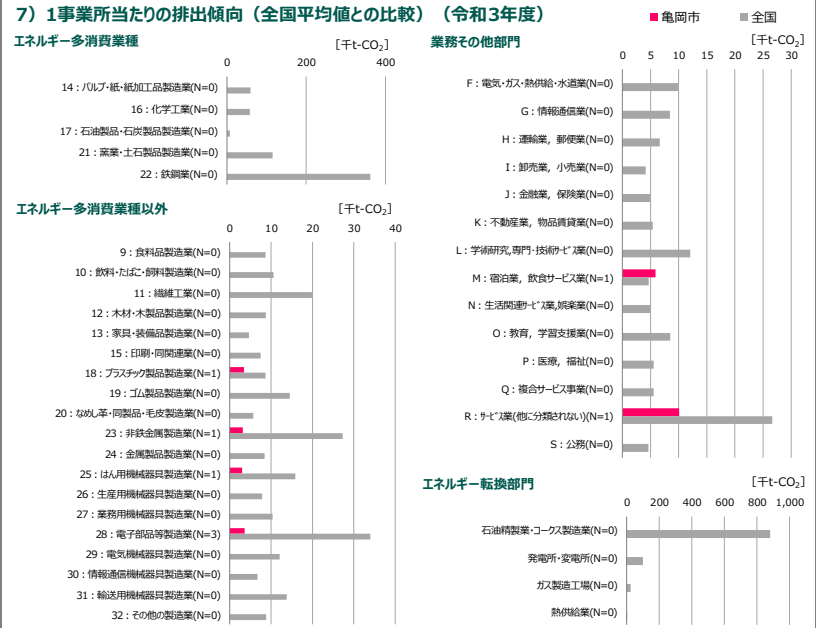 7）1事業所当たりの排出傾向（全国平均値との比較）（令和3年度）
亀岡市
全国
エネルギー多消費業種
［千t-CO2］
0 200 400
14：パルプ・紙・紙加工品製造業(N=0)
16：化学工業(N=0)
17：石油製品・石炭製品製造業(N=0)
21：窯業・土石製品製造業(N=0)
22：鉄鋼業(N=0)
エネルギー多消費業種以外
［千t-CO2］
0 10 20 30 40
9：食料品製造業(N=0)
10：飲料・たばこ・飼料製造業(N=0)
11：繊維工業(N=0)
12：木材・木製品製造業(N=0)
13：家具・装備品製造業(N=0)
15：印刷・同関連業(N=0)
18：プラスチック製品製造業(N=1)
19：ゴム製品製造業(N=0)
20：なめし革・同製品・毛皮製造業(N=0)
23：非鉄金属製造業(N=1)
24：金属製品製造業(N=0)
25：はん用機械器具製造業(N=1)
26：生産用機械器具製造業(N=0)
27：業務用機械器具製造業(N=0)
28：電子部品等製造業(N=3)
29：電気機械器具製造業(N=0)
30：情報通信機械器具製造業(N=0)
31：輸送用機械器具製造業(N=0)
32：その他の製造業(N=0)
業務その他部門
［千t-CO2］
0 5 10 15 20 25 30
F：電気・ガス・熱供給・水道業(N=0)
G：情報通信業(N=0)
H：運輸業，郵便業(N=0)
I：卸売業，小売業(N=0)
J：金融業，保険業(N=0)
K：不動産業，物品賃貸業(N=0)
L：学術研究,専門・技術ｻｰﾋﾞｽ業(N=0)
M：宿泊業，飲食サービス業(N=1)
N：生活関連ｻｰﾋﾞｽ業,娯楽業(N=0)
O：教育，学習支援業(N=0)
P：医療，福祉(N=0)
Q：複合サービス事業(N=0)
R：ｻｰﾋﾞｽ業(他に分類されない)(N=1)
S：公務(N=0)
エネルギー転換部門
［千t-CO2］
0 200 400 600 800 1,000
石油精製業・コークス製造業(N=0)
発電所・変電所(N=0)
ガス製造工場(N=0)
熱供給業(N=0)